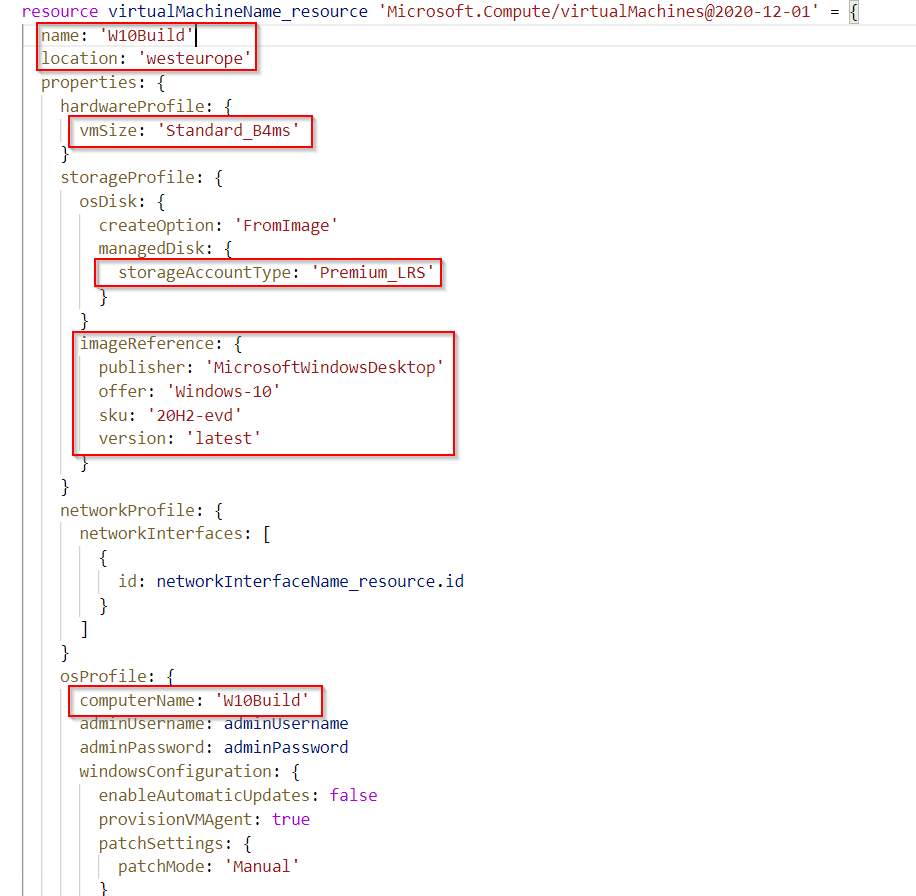 resource virtualMachineName_resource 'Microsoft.Compute/virtualMachines@2020-12-01' = {
name: 'W10Build'
location: 'westeurope'
properties: {
hardwareProfile: {
vmSize: 'Standard_B4ms'
}
storageProfile: {
osDisk: {
createOption: 'FromImage'
managedDisk: {
storageAccountType: 'Premium_LRS'
}
}
imageReference: {
publisher: 'MicrosoftWindowsDesktop'
offer: 'Windows-10'
sku: '20H2-evd'
version: 'latest'
}
}
networkProfile: {
networkInterfaces: [
{
id: networkInterfaceName_resource.id
}
]
}
osProfile: {
computerName: 'W10Build'
adminUsername: adminUsername
adminPassword: adminPassword
windowsConfiguration: {
enableAutomaticUpdates: false
provisionVMAgent: true
patchSettings: {
patchMode: 'Manual'
}